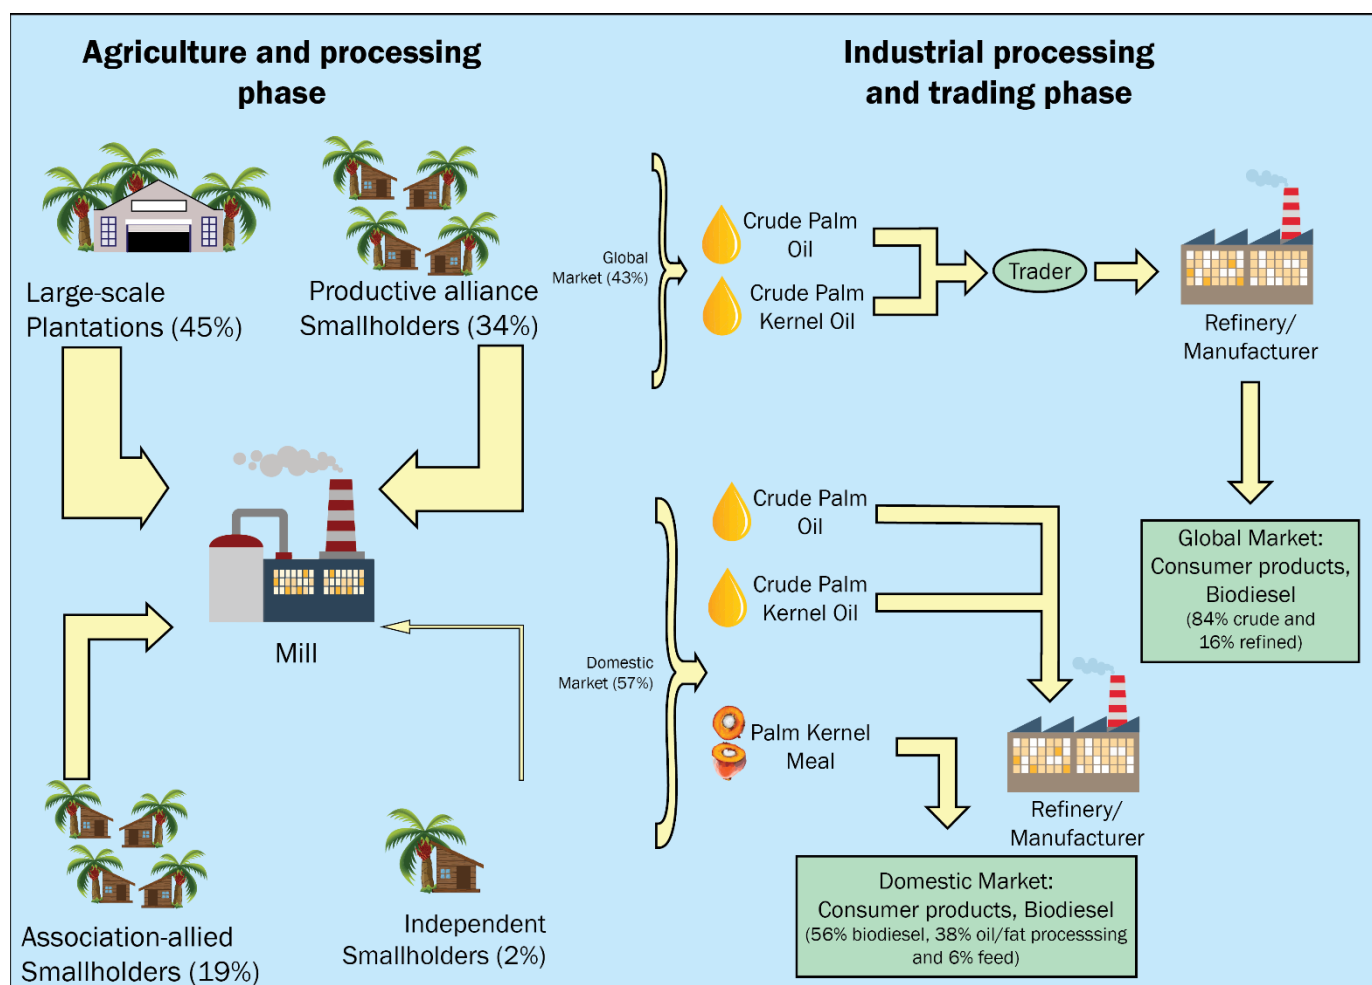 Agriculture and processing
phase
Industrial processing
and trading phase
Large-scale
Plantations (45%)
Productive alliance
Smallholders (34%)
Mill
Association-allied
Smallholders (19%)
Independent
Smallholders (2%)
Global
Market (43%)
Crude Palm
Oil
Crude Palm
Kernel Oil
Trader
Refinery/
Manufacturer
Global Market:
Consumer products,
Biodiesel
(84% crude and
16% refined)
Domestic
Market (57%)
Crude Palm
Oil
Crude Palm
Kernel Oil
Palm Kernel
Meal
Refinery/
Manufacturer
Domestic Market:
Consumer products, Biodiesel
(56% biodiesel, 38% oil/fat processsing
and 6% feed)